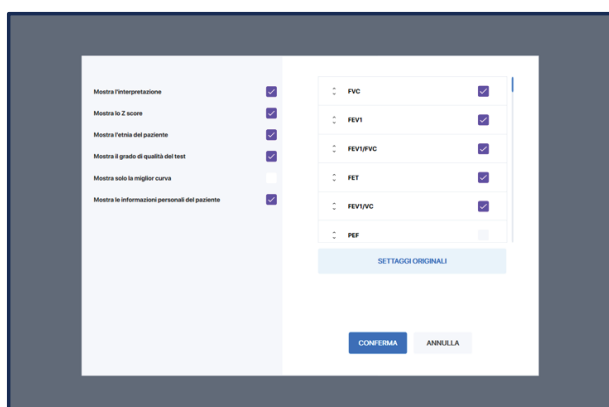 Mostra l'interpretazione
Mostra lo Z score
Mostra l'etnia del paziente
Mostra il grado di qualità del test
Mostra solo la miglior curva
Mostra le informazioni personali del paziente
FVC
FEV1
FEV1/FVC
FET
FEV1/VC
PEF
SETTAGGI ORIGINALI
CONFERMA ANNULLA